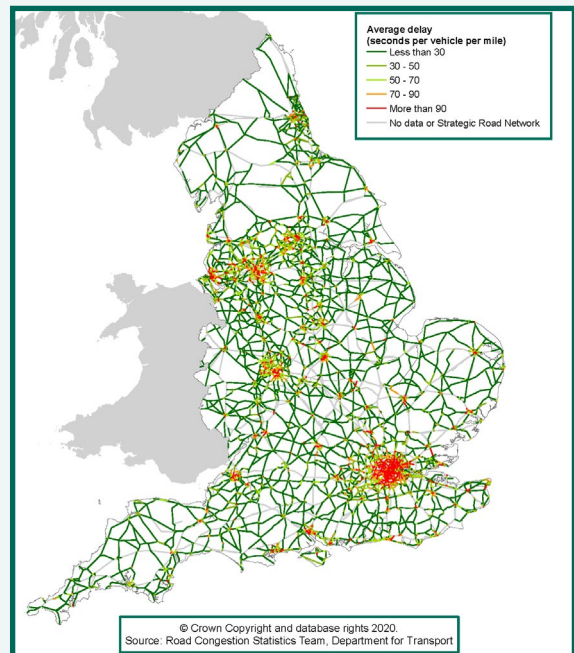 Average delay
(seconds per vehicle per mile)
Less than 30
30 - 50
50 - 70
70 - 90
More than 90
No data or Strategic Road Network
© Crown Copyright and database rights 2020.
Source: Road Congestion Statistics Team, Department for Transport